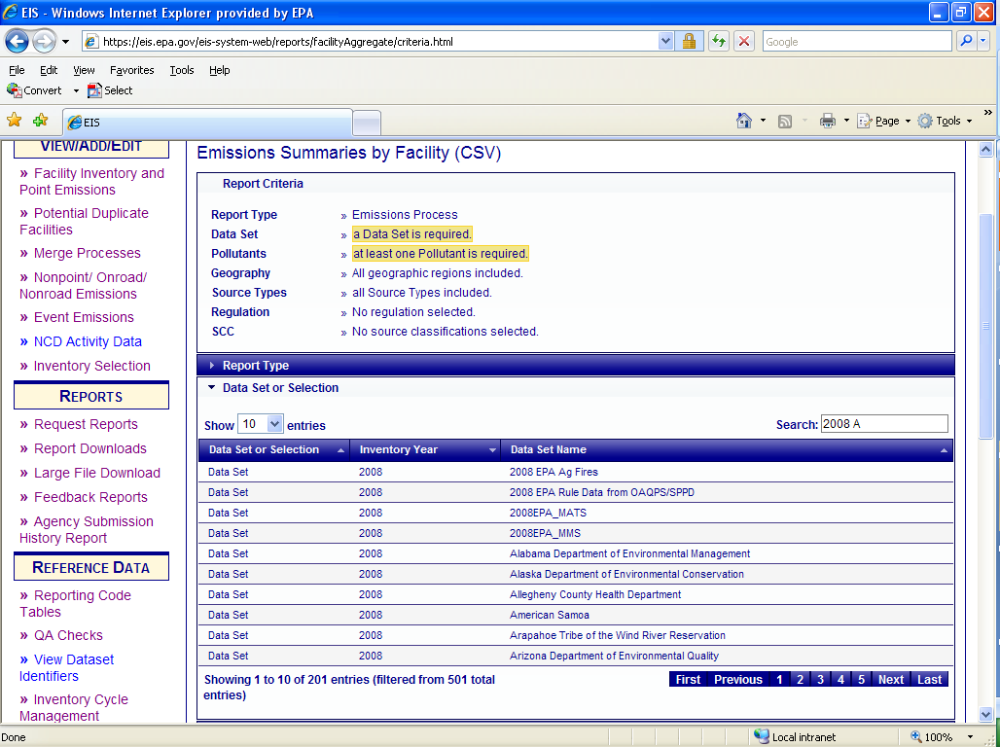 EIS - Windows Internet Explorer provided by EPA
https://eis.epa.gov/eis-system-web/reports/facilityAggregate/criteria.html
Google
File Edit View Favorites Tools Help
Convert Select
EIS
Page Tools »
VIEW/ADD/EDIT
» Facility Inventory and
Point Emissions
» Potential Duplicate
Facilities
» Merge Processes
» Nonpoint/ Onroad/
Nonroad Emissions
» Event Emissions
» NCD Activity Data
» Inventory Selection
REPORTS
» Request Reports
» Report Downloads
» Large File Download
» Feedback Reports
» Agency Submission
History Report
REFERENCE DATA
» Reporting Code
Tables
» QA Checks
» View Dataset
Identifiers
» Inventory Cycle
Management
Emissions Summaries by Facility (CSV)
Report Criteria
Report Type » Emissions Process
Data Set » a Data Set is required.
Pollutants » at least one Pollutant is required.
Geography » All geographic regions included.
Source Types » all Source Types included.
Regulation » No regulation selected.
SCC » No source classifications selected.
Report Type
Data Set or Selection
Show 10 entries Search: 2008 A
Data Set or Selection Inventory Year Data Set Name
Data Set 2008 2008 EPA Ag Fires
Data Set 2008 2008 EPA Rule Data from OAQPS/SPPD
Data Set 2008 2008EPA_MATS
Data Set 2008 2008EPA_MMS
Data Set 2008 Alabama Department of Environmental Management
Data Set 2008 Alaska Department of Environmental Conservation
Data Set 2008 Allegheny County Health Department
Data Set 2008 American Samoa
Data Set 2008 Arapahoe Tribe of the Wind River Reservation
Data Set 2008 Arizona Department of Environmental Quality
Showing 1 to 10 of 201 entries (filtered from 501 total
entries)
First Previous 1 2 3 4 5 Next Last
Done Local intranet 100%